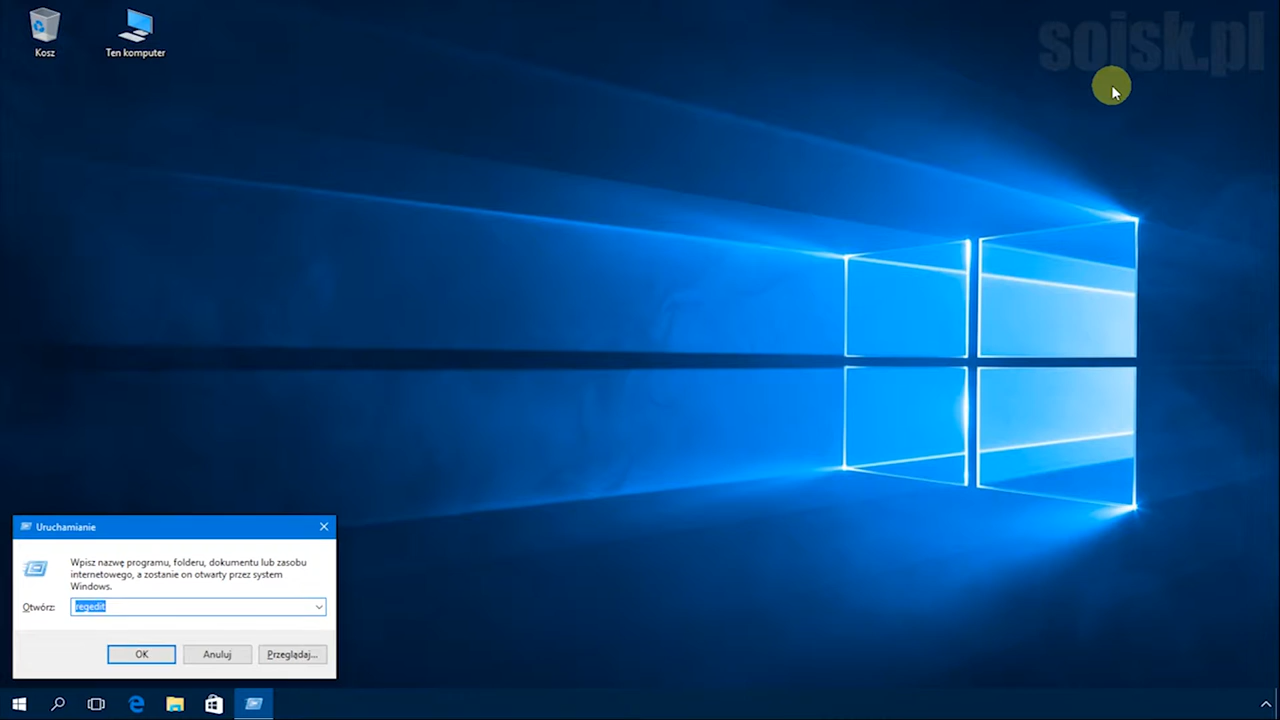 sojsk.pl
Kosz
Ten komputer
Uruchamianie
Wpisz nazwę programu, folderu, dokumentu lub zasobu
internetowego, a zostanie on otwarty przez system
Windows.
Otwórz: regedit
OK Anuluj Przeglądaj...